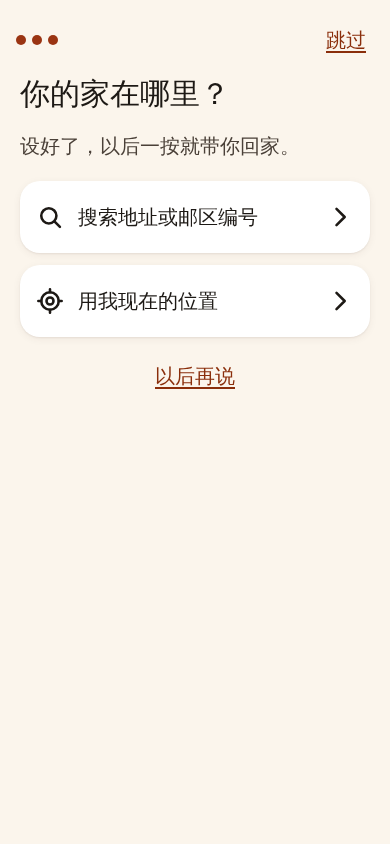 跳过
你的家在哪里？
设好了，以后一按就带你回家。
搜索地址或邮区编号
用我现在的位置
以后再说